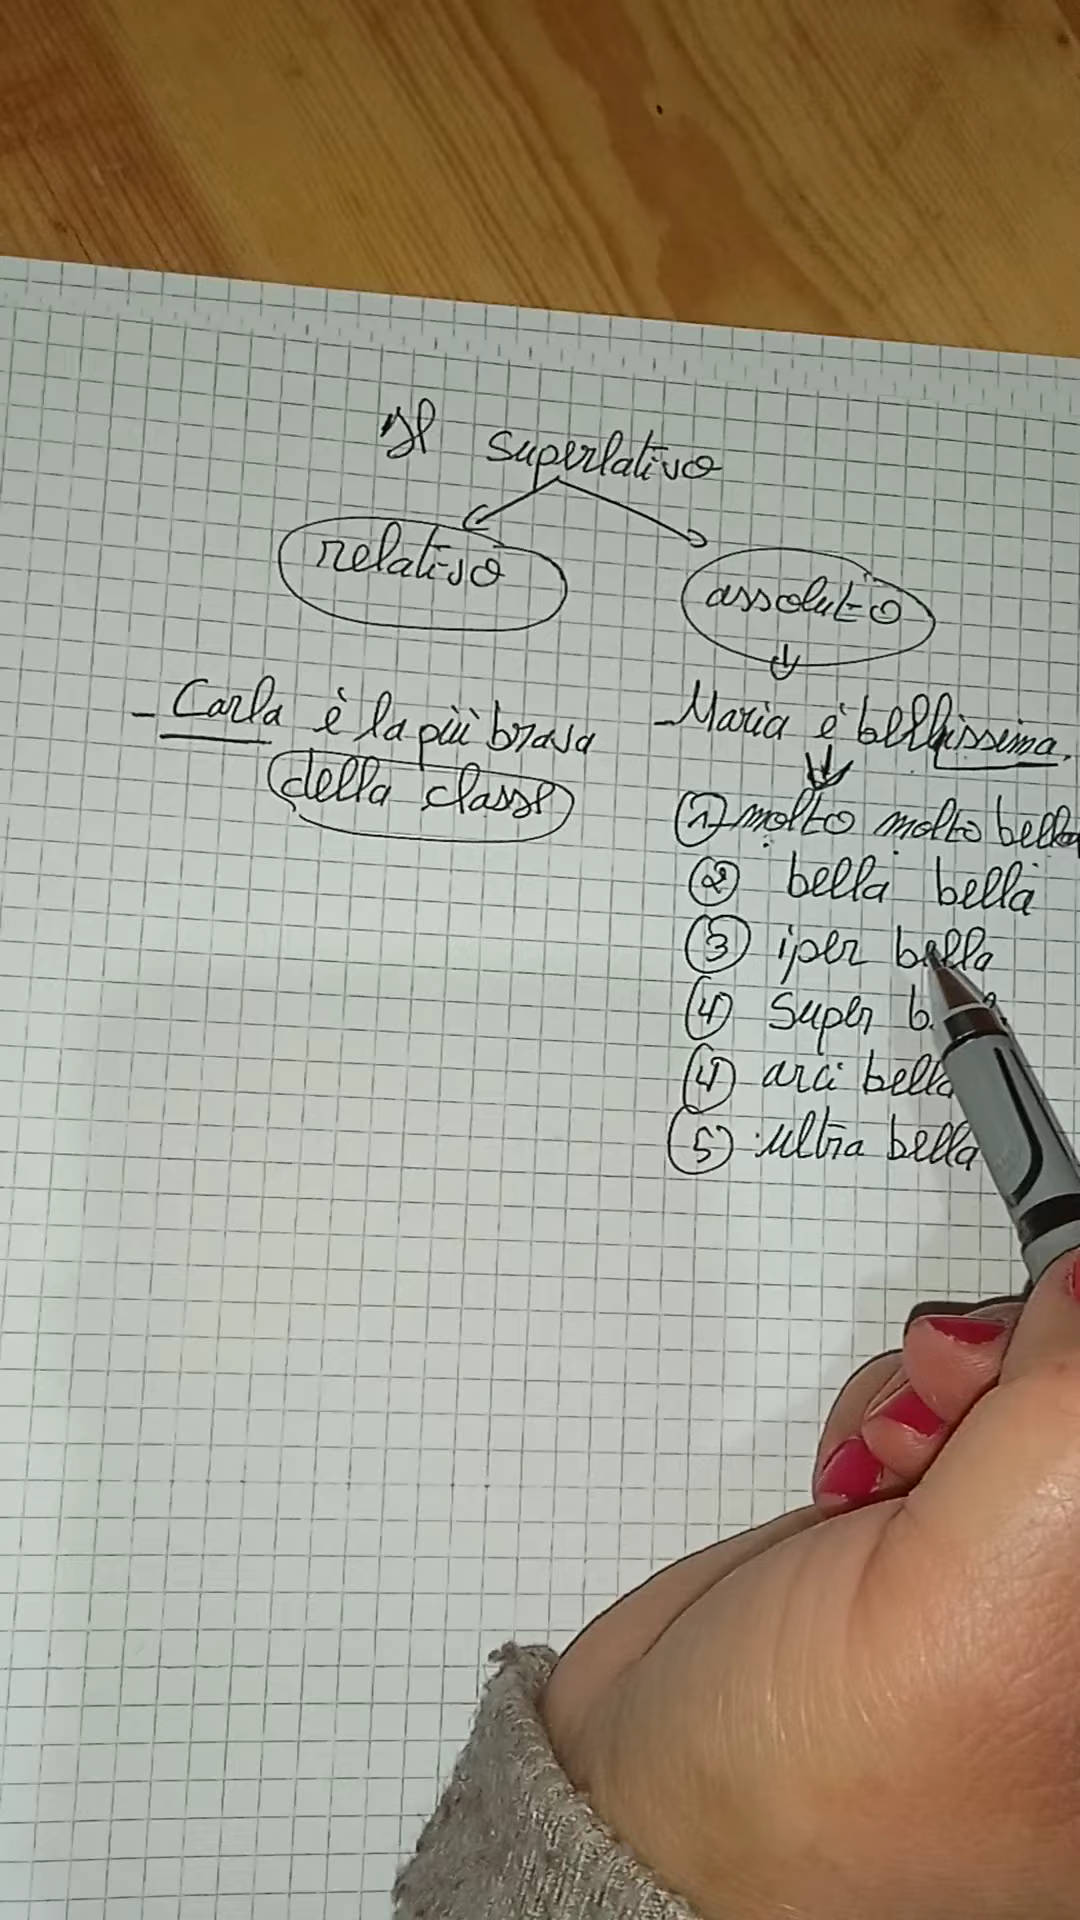 Il superlativo
relativo
assoluto
- Carla è la più brava
della classe
- Maria è bellissima.
① molto molto bella
② bella bella
③ iper bella
④ super
④ arci bella
⑤ ultra bella